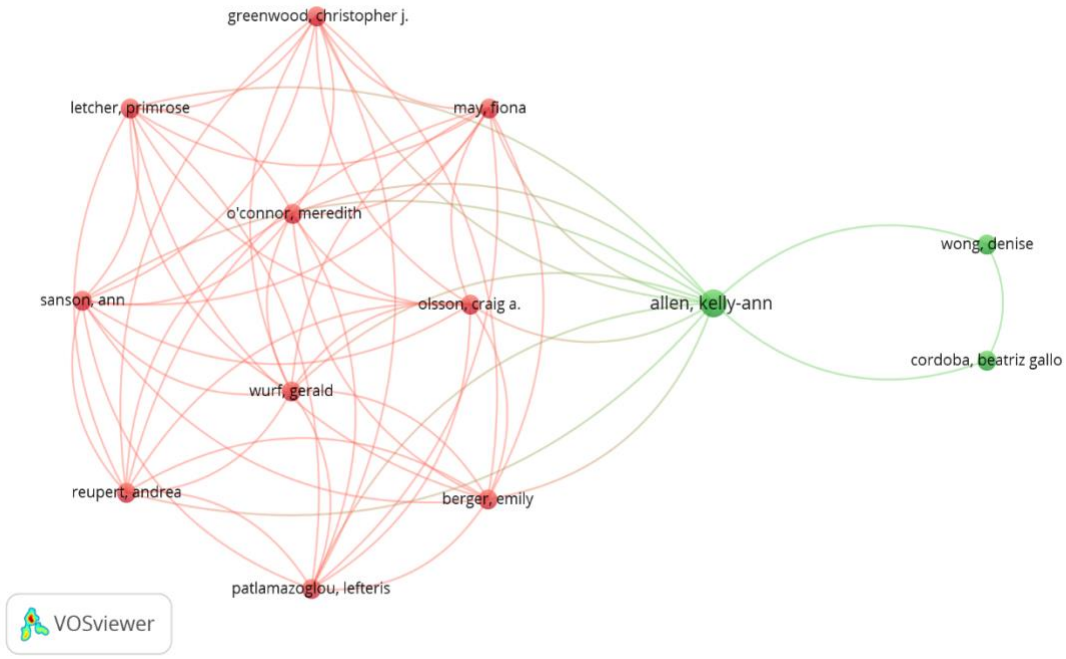 greenwood, christopher j.
letcher, primrose
may, fiona
o'connor, meredith
wong, denise
sanson, ann
olsson, craig a.
allen, kelly-ann
cordoba, beatriz gallo
wurf, gerald
reupert, andrea
berger, emily
patlamazoglou, lefteris
VOSviewer